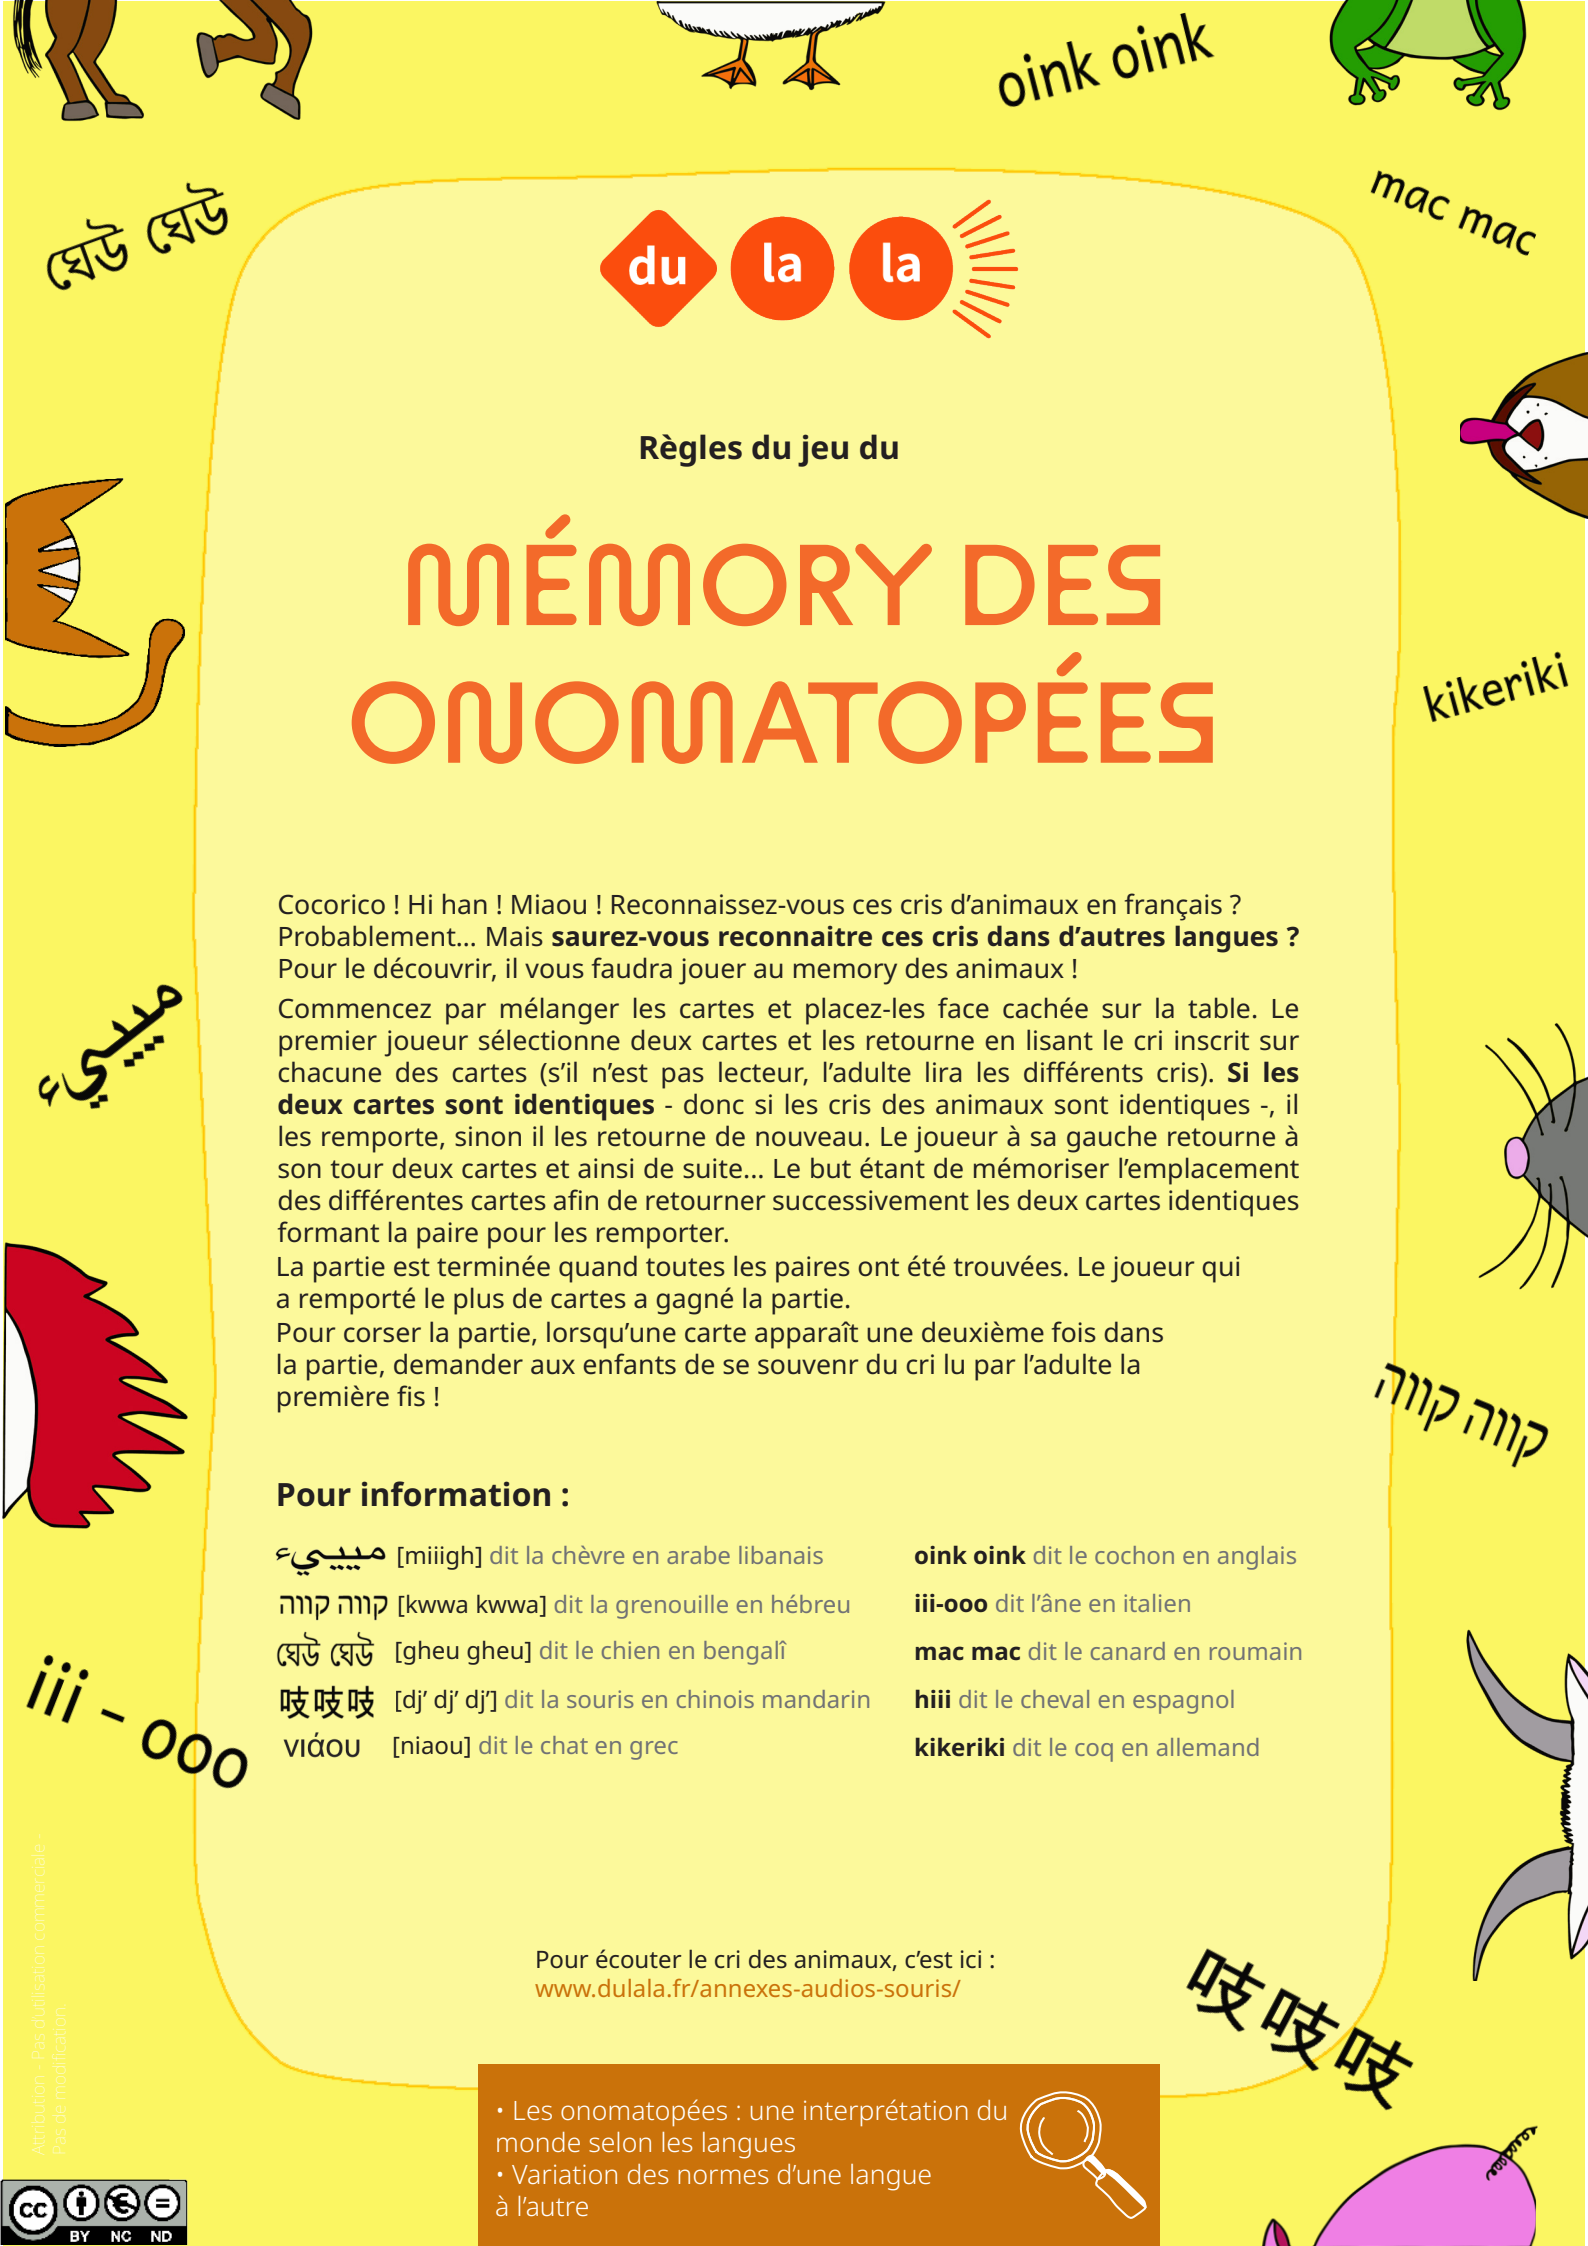 oink oink
ঘেউ ঘেউ
mac mac
du la la
Règles du jeu du
MÉMORY DES
ONOMATOPÉES
kikeriki
Cocorico ! Hi han ! Miaou ! Reconnaissez-vous ces cris d’animaux en français ?
Probablement... Mais saurez-vous reconnaitre ces cris dans d’autres langues ?
Pour le découvrir, il vous faudra jouer au memory des animaux !
مييييء
Commencez par mélanger les cartes et placez-les face cachée sur la table. Le
premier joueur sélectionne deux cartes et les retourne en lisant le cri inscrit sur
chacune des cartes (s’il n’est pas lecteur, l’adulte lira les différents cris). Si les
deux cartes sont identiques - donc si les cris des animaux sont identiques -, il
les remporte, sinon il les retourne de nouveau. Le joueur à sa gauche retourne à
son tour deux cartes et ainsi de suite... Le but étant de mémoriser l’emplacement
des différentes cartes afin de retourner successivement les deux cartes identiques
formant la paire pour les remporter.
La partie est terminée quand toutes les paires ont été trouvées. Le joueur qui
a remporté le plus de cartes a gagné la partie.
Pour corser la partie, lorsqu’une carte apparaît une deuxième fois dans
la partie, demander aux enfants de se souvenr du cri lu par l’adulte la
première fis !
קווה קווה
Pour information :
مييييء [miiigh] dit la chèvre en arabe libanais
קווה קווה [kwwa kwwa] dit la grenouille en hébreu
ঘেউ ঘেউ [gheu gheu] dit le chien en bengalî
吱吱吱 [dj’ dj’ dj’] dit la souris en chinois mandarin
νιάου [niaou] dit le chat en grec
oink oink dit le cochon en anglais
iii-ooo dit l’âne en italien
mac mac dit le canard en roumain
hiii dit le cheval en espagnol
kikeriki dit le coq en allemand
iii - ooo
Pour écouter le cri des animaux, c’est ici :
www.dulala.fr/annexes-audios-souris/
吱吱吱
Attribution - Pas d’utilisation commerciale -
Pas de modification
• Les onomatopées : une interprétation du
monde selon les langues
• Variation des normes d’une langue
à l’autre
cc BY NC ND